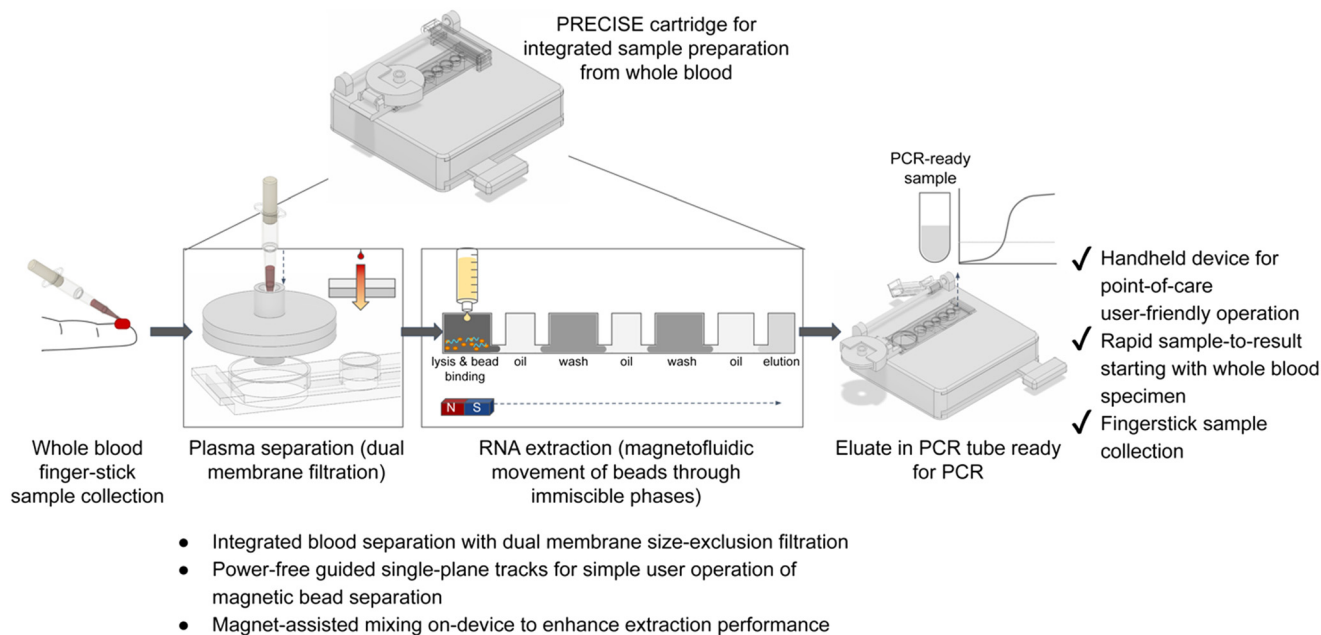 PRECISE cartridge for
integrated sample preparation
from whole blood
PCR-ready
sample
lysis & bead
binding
oil
wash
oil
wash
oil
elution
N S
Whole blood
finger-stick
sample collection
Plasma separation (dual
membrane filtration)
RNA extraction (magnetofluidic
movement of beads through
immiscible phases)
Eluate in PCR tube ready
for PCR
✓ Handheld device for
point-of-care
user-friendly operation
✓ Rapid sample-to-result
starting with whole blood
specimen
✓ Fingerstick sample
collection
● Integrated blood separation with dual membrane size-exclusion filtration
● Power-free guided single-plane tracks for simple user operation of
magnetic bead separation
● Magnet-assisted mixing on-device to enhance extraction performance